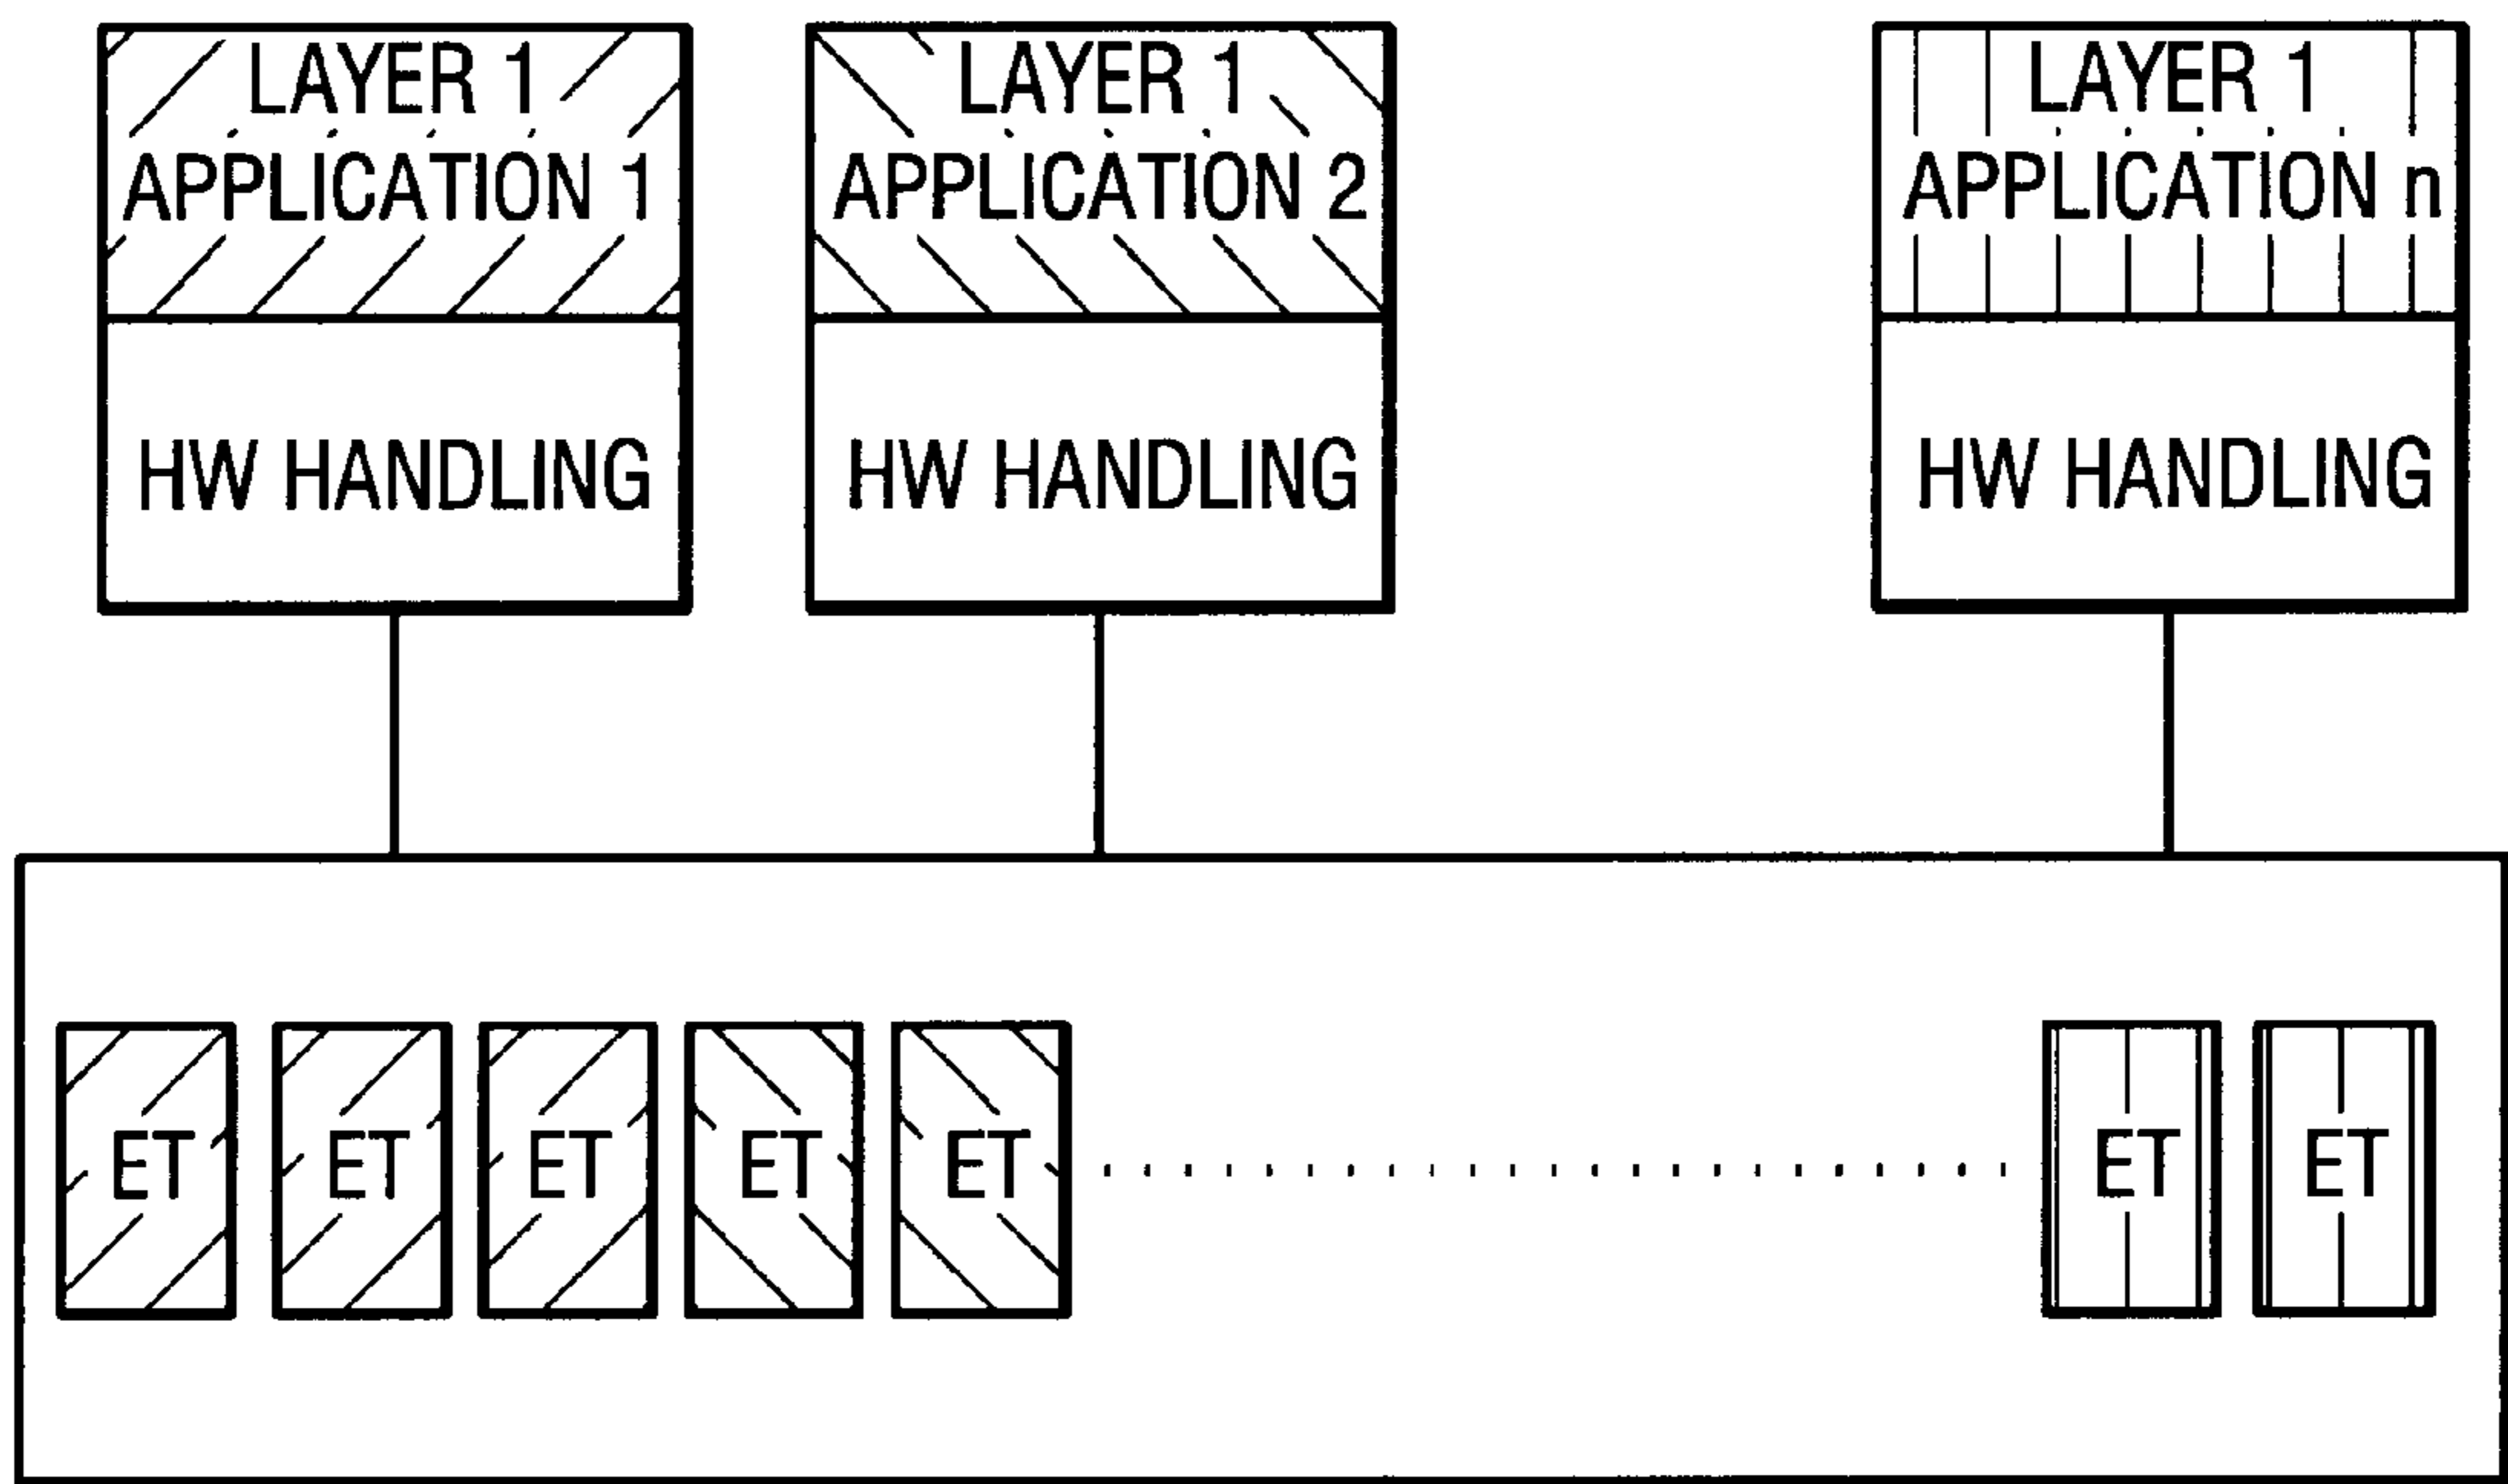 LAYER 1
APPLICATION 1
LAYER 1
APPLICATION 2
LAYER 1
APPLICATION n
HW HANDLING
HW HANDLING
HW HANDLING
ET
ET
ET
ET
ET
ET
ET